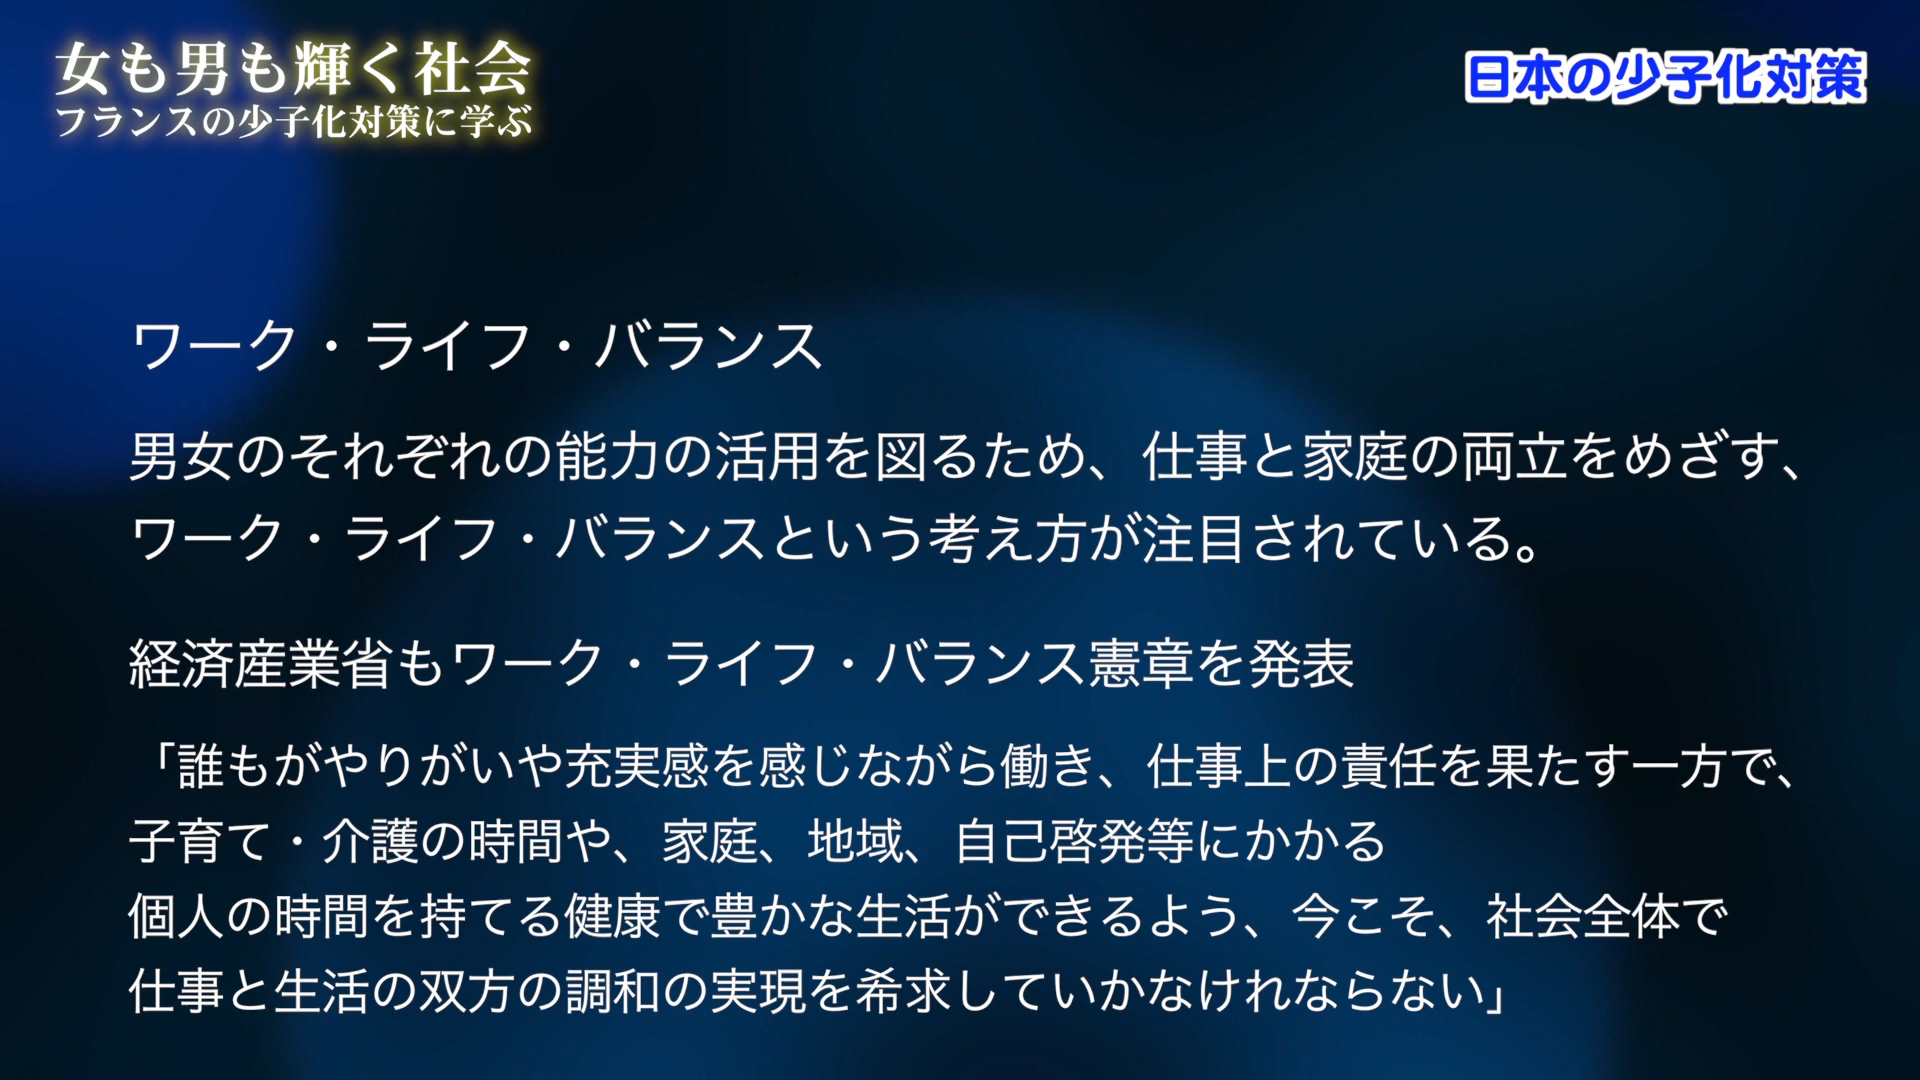 女も男も輝く社会
フランスの少子化対策に学ぶ
日本の少子化対策
ワーク・ライフ・バランス
男女のそれぞれの能力の活用を図るため、仕事と家庭の両立をめざす、
ワーク・ライフ・バランスという考え方が注目されている。
経済産業省もワーク・ライフ・バランス憲章を発表
「誰もがやりがいや充実感を感じながら働き、仕事上の責任を果たす一方で、
子育て・介護の時間や、家庭、地域、自己啓発等にかかる
個人の時間を持てる健康で豊かな生活ができるよう、今こそ、社会全体で
仕事と生活の双方の調和の実現を希求していかなければならない」